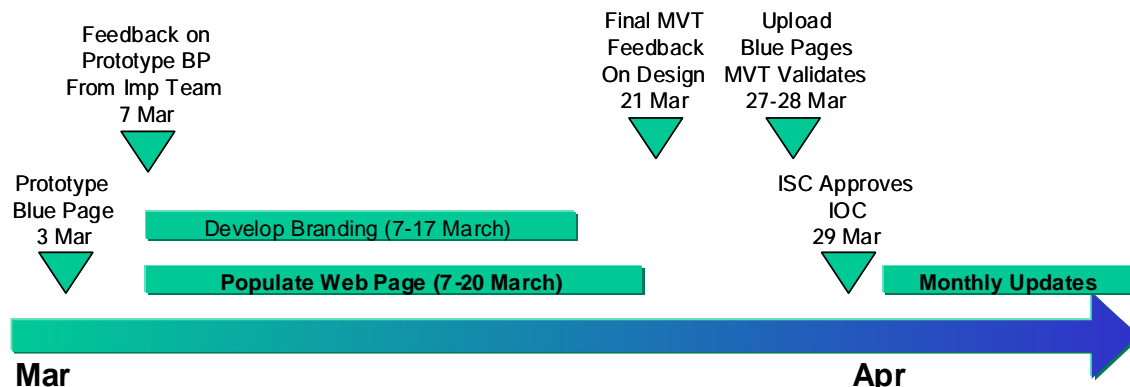 Feedback on
Prototype BP
From Imp Team
7 Mar
Final MVT
Feedback
On Design
21 Mar
Upload
Blue Pages
MVT Validates
27-28 Mar
Prototype
Blue Page
3 Mar
ISC Approves
IOC
29 Mar
Develop Branding (7-17 March)
Populate Web Page (7-20 March)
Monthly Updates
Mar
Apr